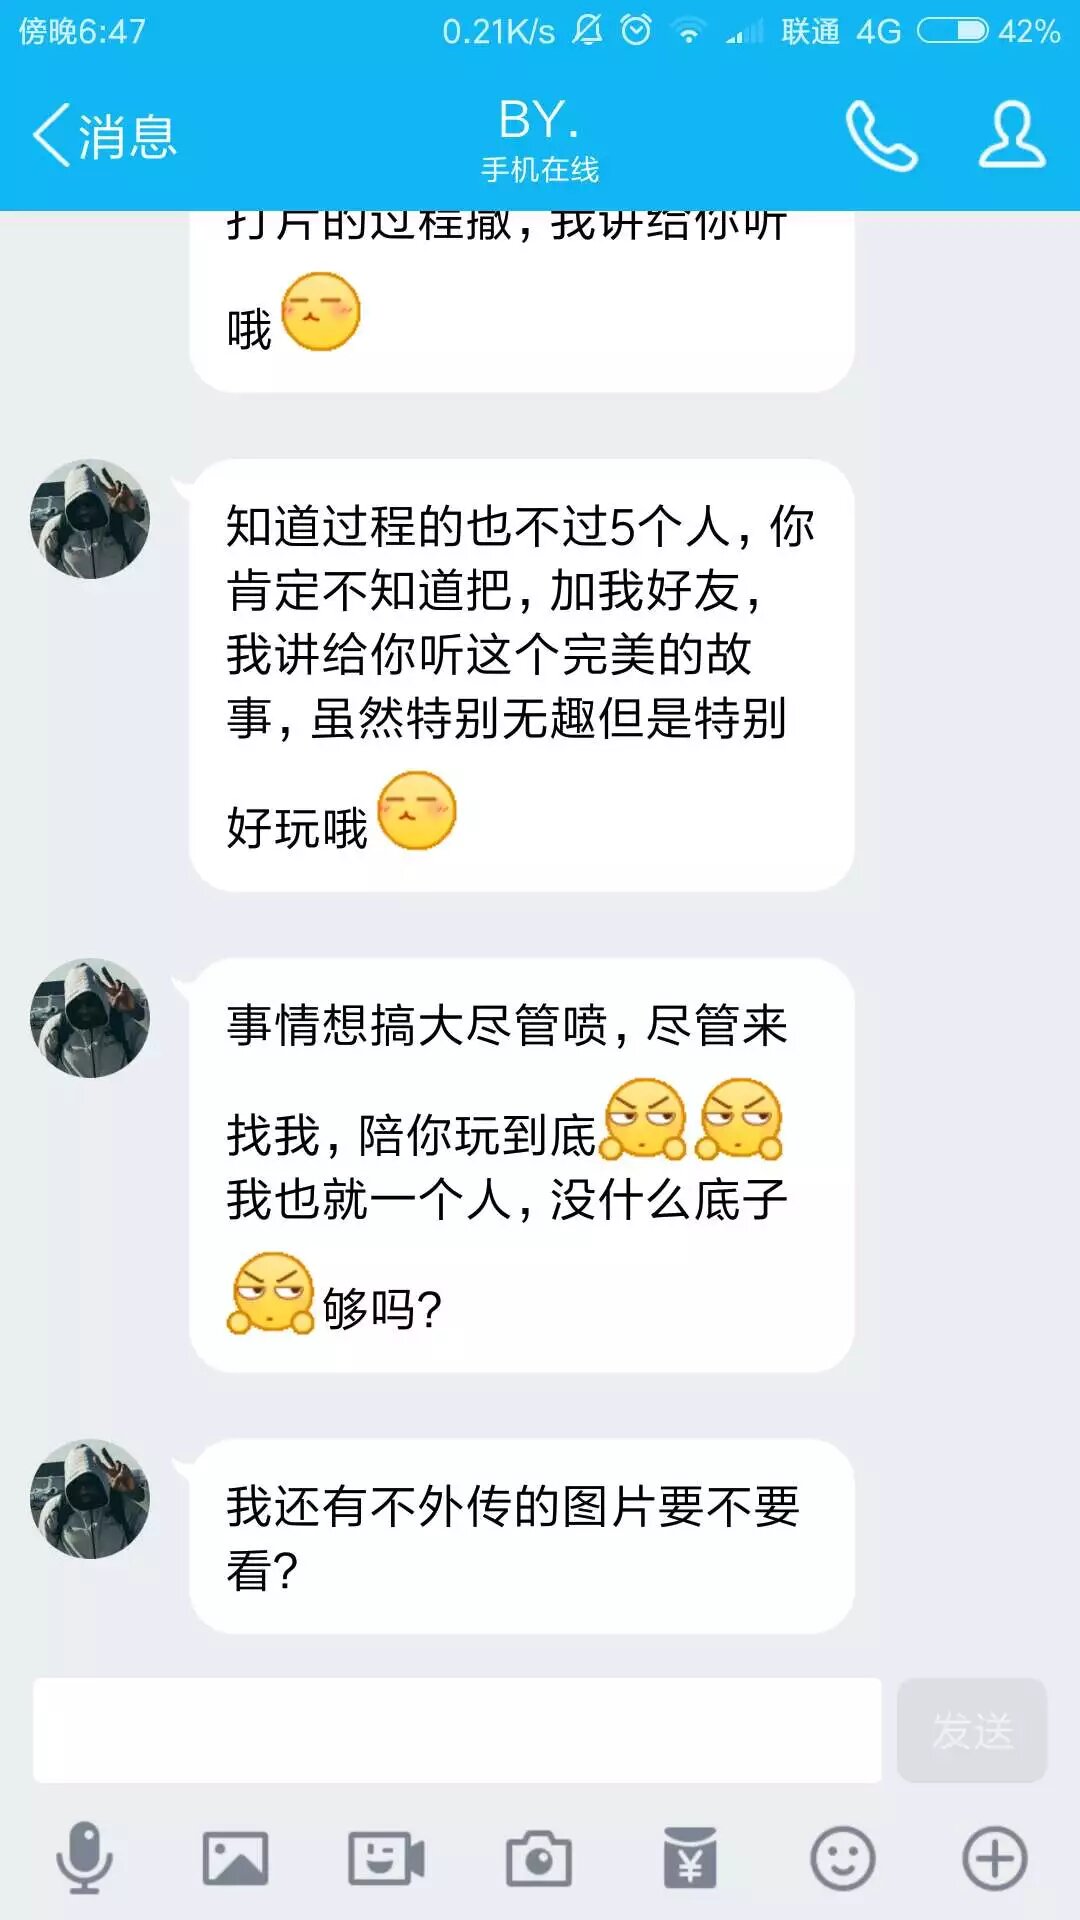 傍晚6:47 0.21K/s 联通 4G 42%
消息
BY.
手机在线
打片的过程撤,我讲给你听
哦
知道过程的也不过5个人,你
肯定不知道把,加我好友,
我讲给你听这个完美的故
事,虽然特别无趣但是特别
好玩哦
事情想搞大尽管喷,尽管来
找我,陪你玩到底
我也就一个人,没什么底子
够吗?
我还有不外传的图片要不要
看?
发送